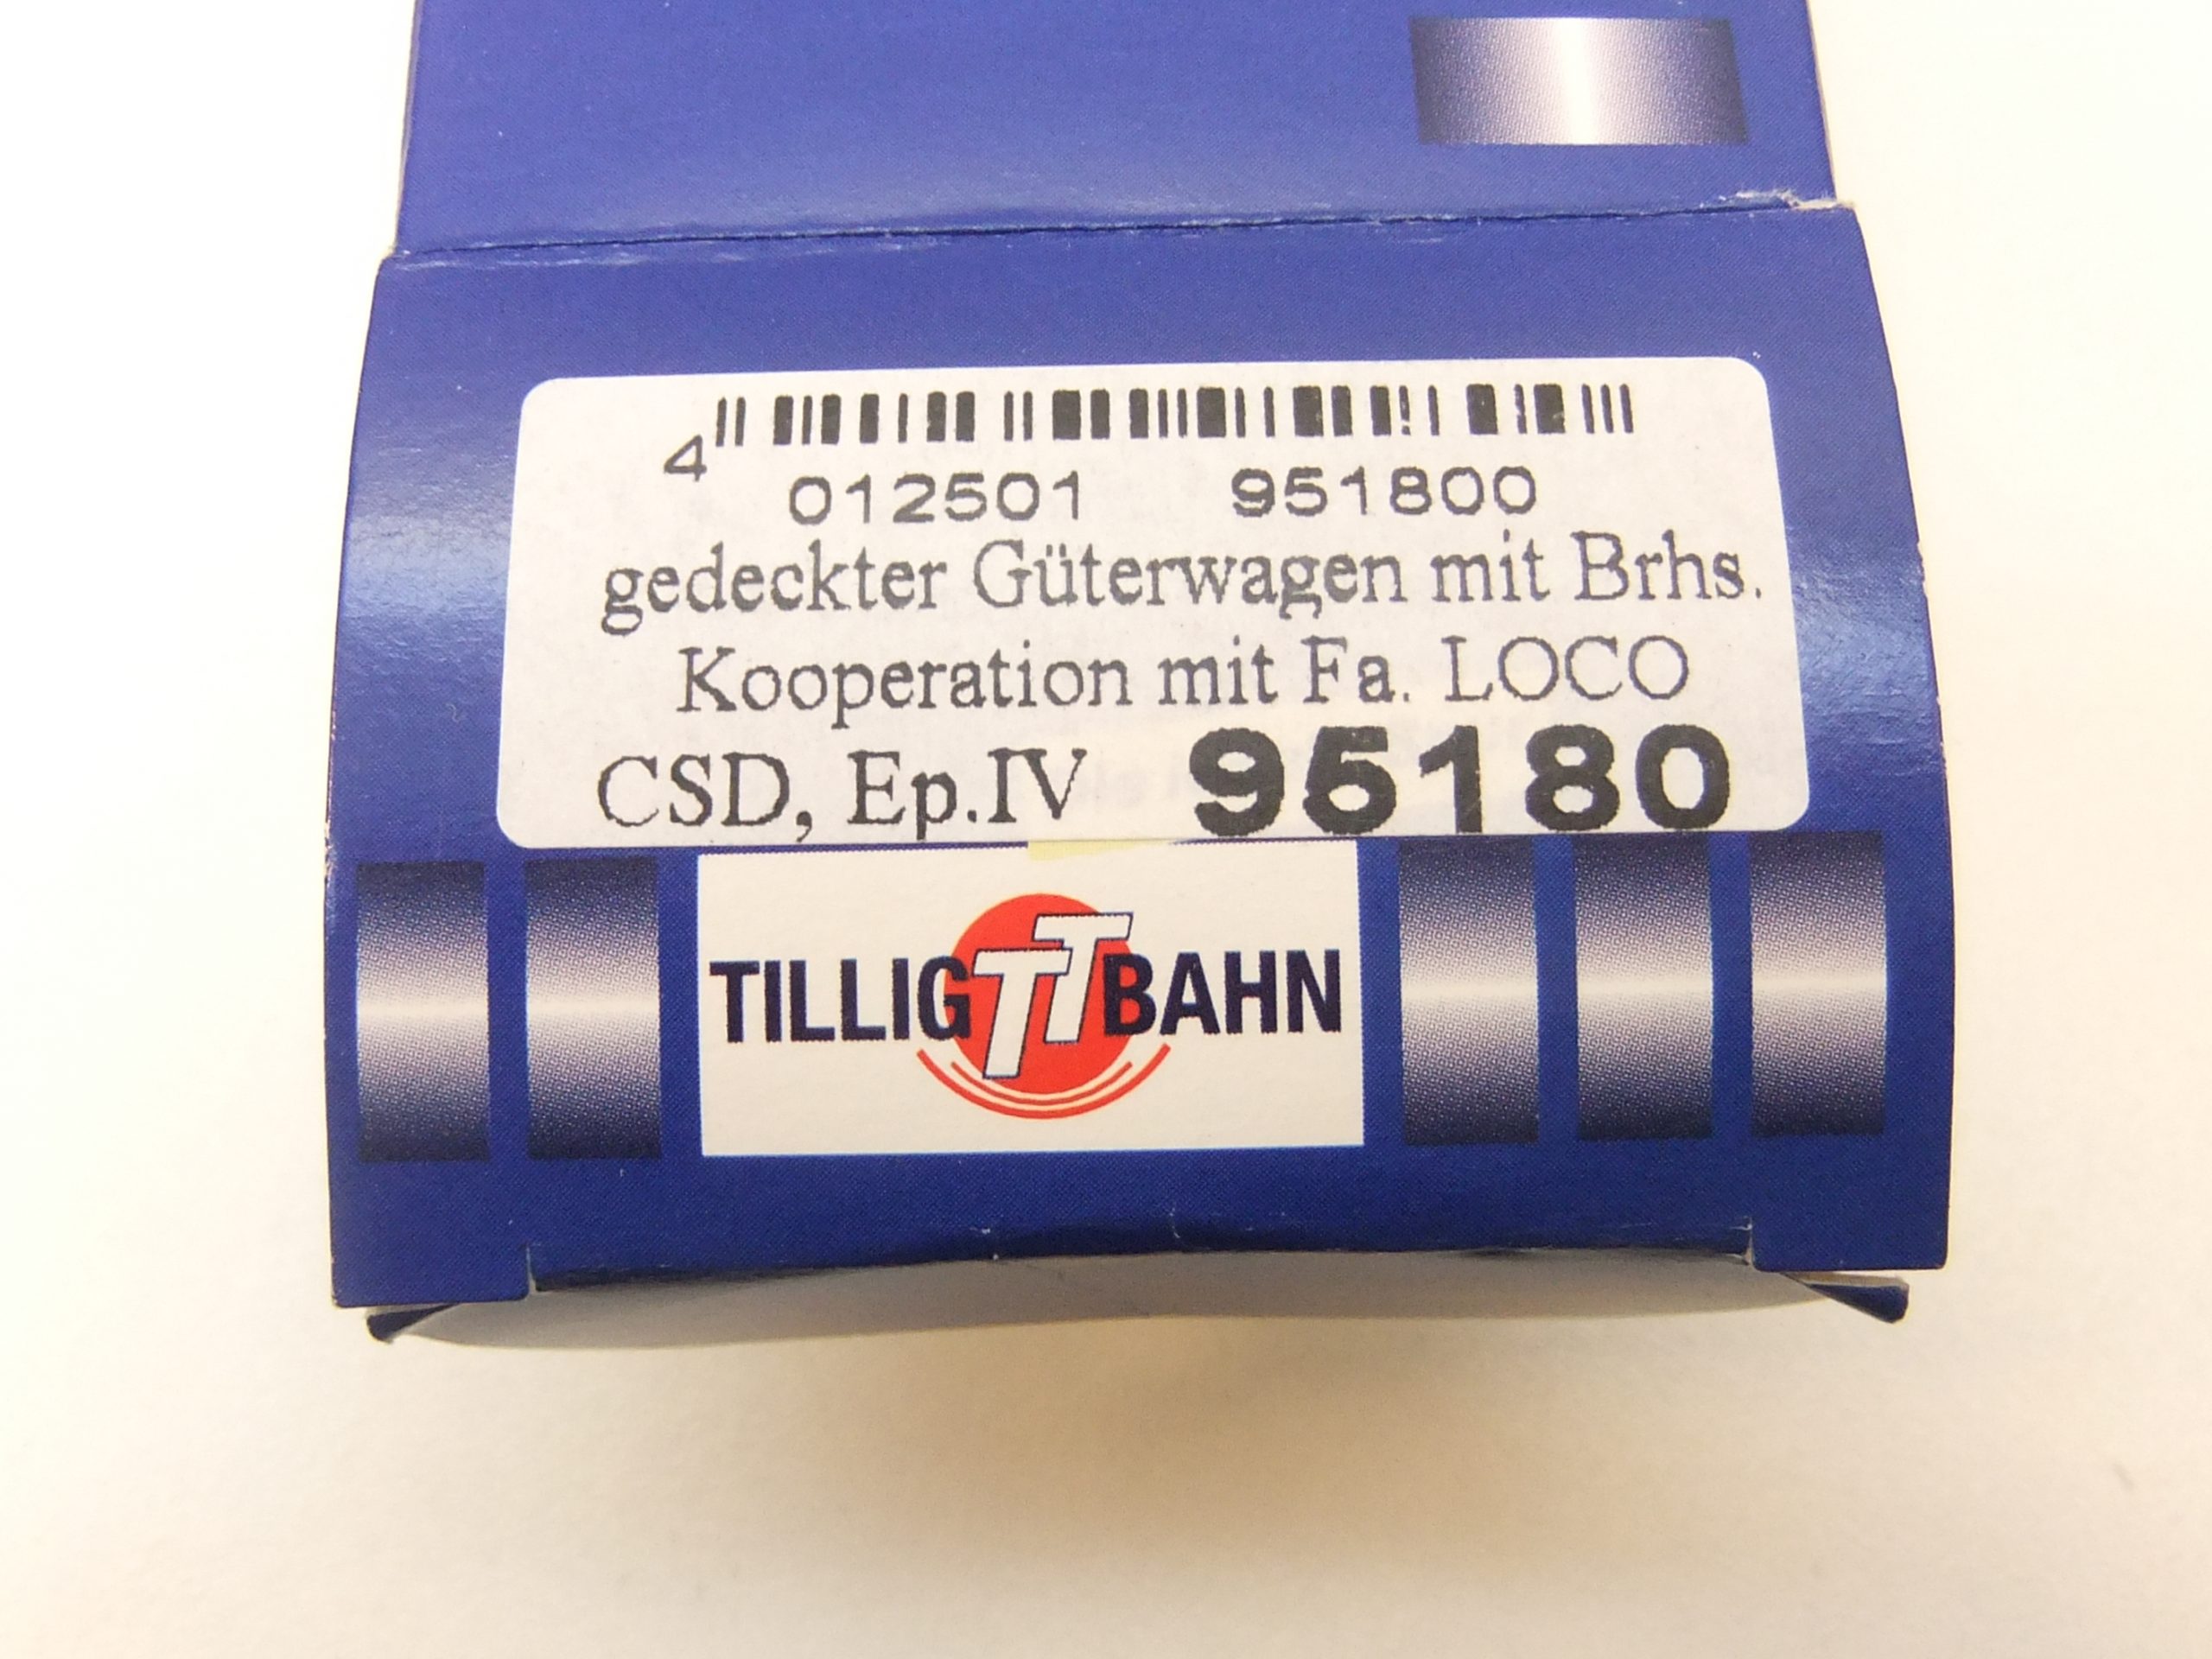 4 012501 951800
gedeckter Güterwagen mit Brhs.
Kooperation mit Fa. LOCO
CSD, Ep.IV 95180
TILLIG TT BAHN